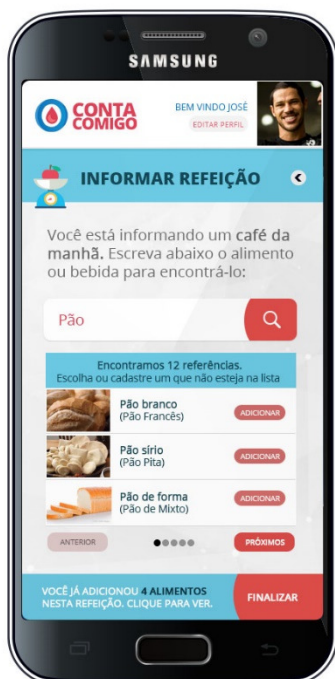 SAMSUNG
CONTA
COMIGO
BEM VINDO JOSÉ
EDITAR PERFIL
INFORMAR REFEIÇÃO
Você está informando um café da
manhã. Escreva abaixo o alimento
ou bebida para encontrá-lo:
Pão
Encontramos 12 referências.
Escolha ou cadastre um que não esteja na lista
Pão branco
(Pão Francês)
ADICIONAR
Pão sírio
(Pão Pita)
ADICIONAR
Pão de forma
(Pão de Mixto)
ADICIONAR
ANTERIOR
PRÓXIMOS
VOCÊ JÁ ADICIONOU 4 ALIMENTOS
NESTA REFEIÇÃO. CLIQUE PARA VER.
FINALIZAR